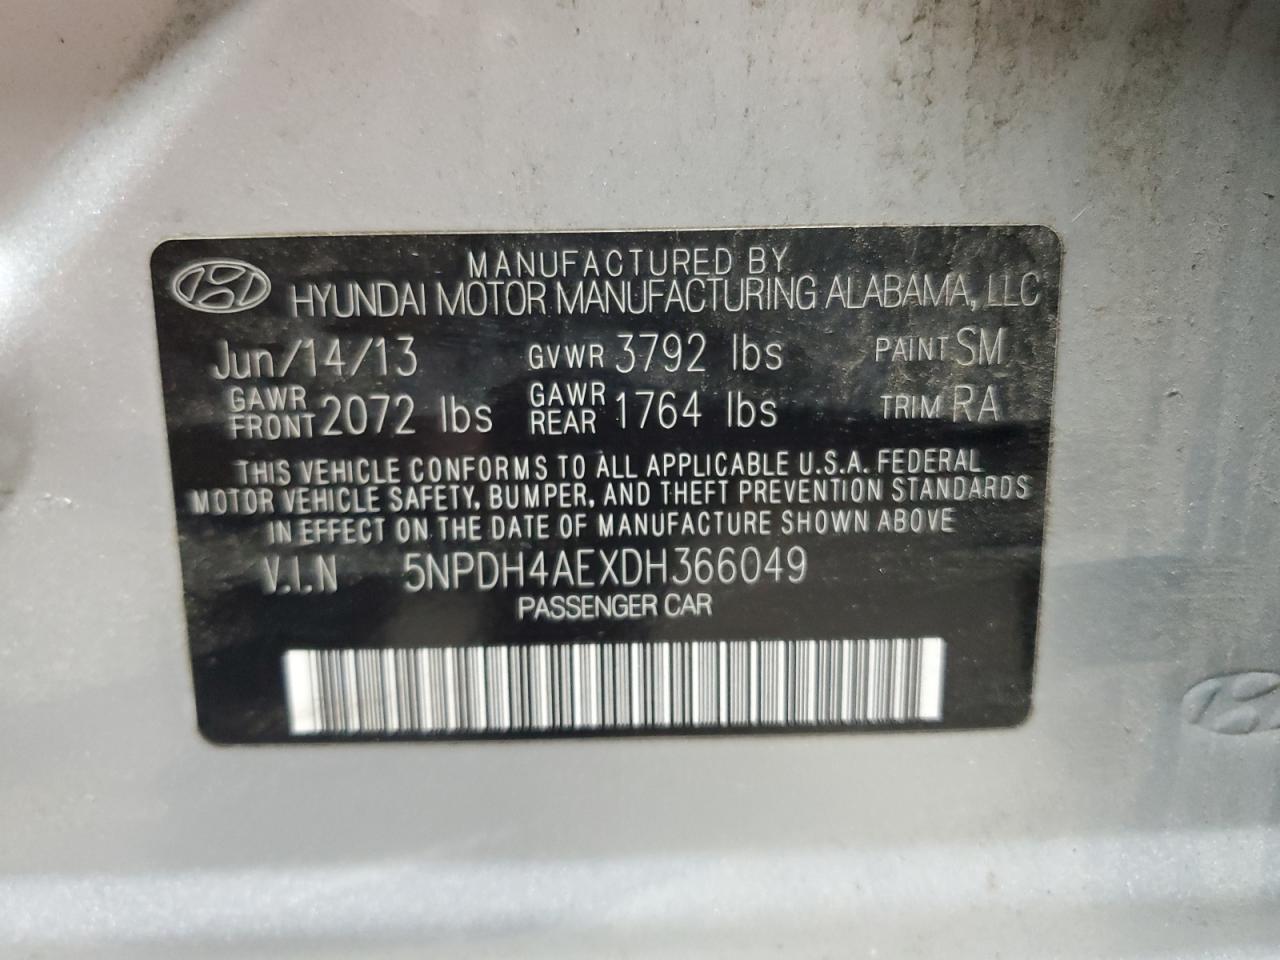 MANUFACTURED BY
HYUNDAI MOTOR MANUFACTURING ALABAMA, LLC
Jun/14/13 GVWR 3792 lbs PAINT SM
GAWR FRONT 2072 lbs GAWR REAR 1764 lbs TRIM RA
THIS VEHICLE CONFORMS TO ALL APPLICABLE U.S.A. FEDERAL
MOTOR VEHICLE SAFETY, BUMPER, AND THEFT PREVENTION STANDARDS
IN EFFECT ON THE DATE OF MANUFACTURE SHOWN ABOVE
V.I.N 5NPDH4AEXDH366049
PASSENGER CAR